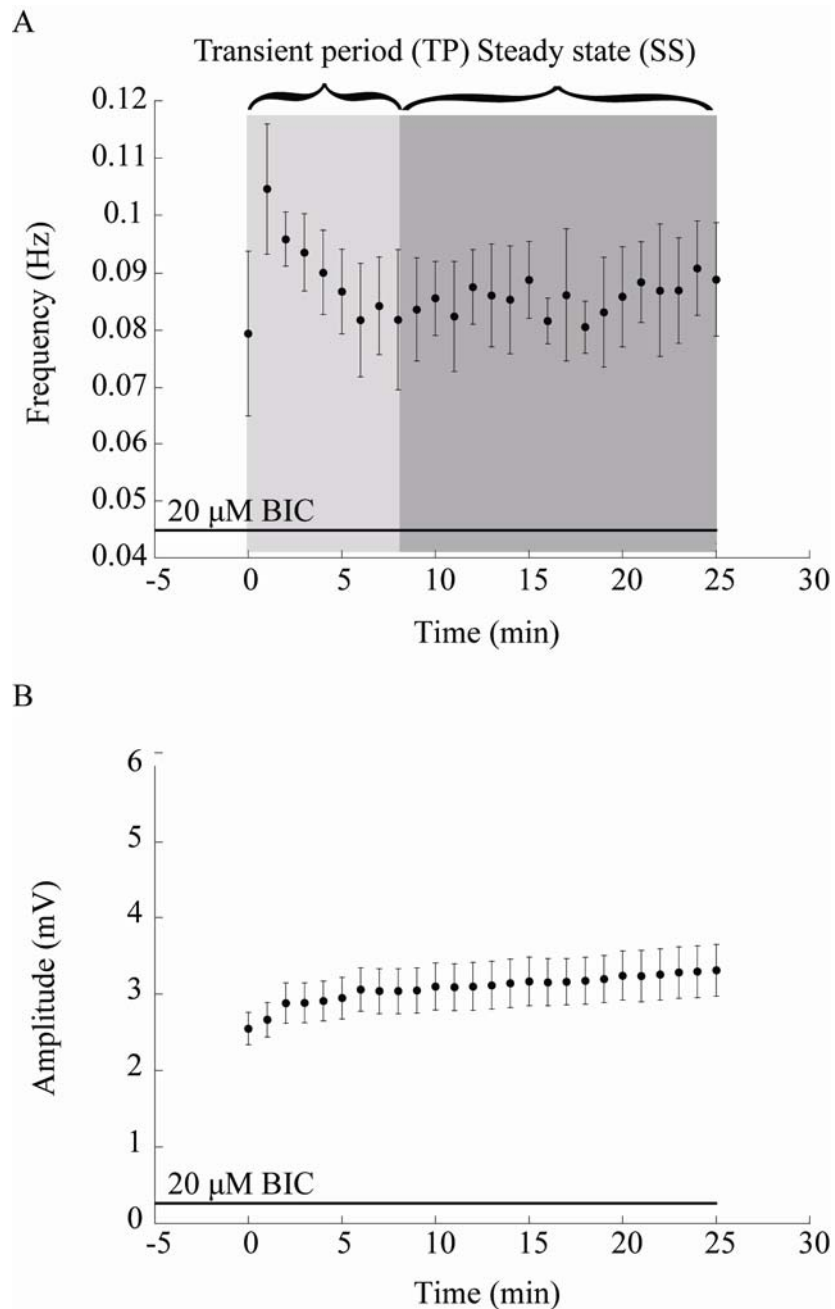 A
Transient period (TP) Steady state (SS)
0.12
0.11
0.1
0.09
0.08
0.07
0.06
0.05
0.04
Frequency (Hz)
20 μM BIC
-5 0 5 10 15 20 25 30
Time (min)
B
6
5
4
3
2
1
0
Amplitude (mV)
20 μM BIC
-5 0 5 10 15 20 25 30
Time (min)